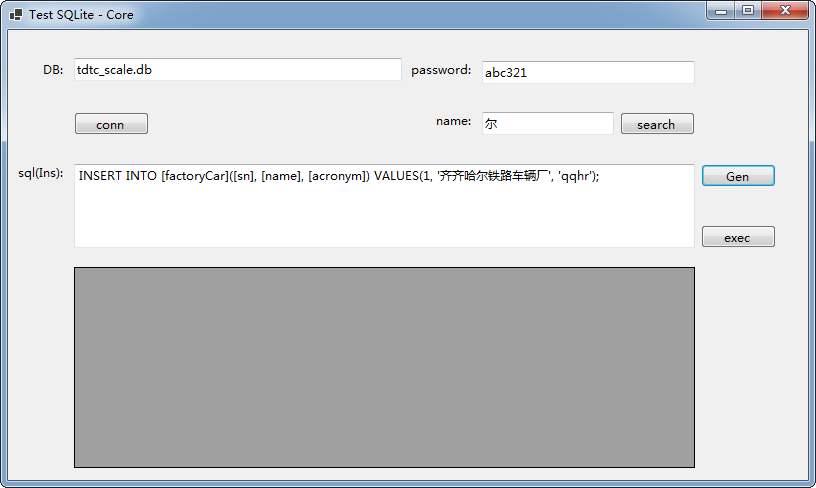 Test SQLite - Core
DB: tdtc_scale.db password: abc321
conn name: 尔 search
sql(Ins): INSERT INTO [factoryCar]([sn], [name], [acronym]) VALUES(1, '齐齐哈尔铁路车辆厂', 'qqhr'); Gen
exec